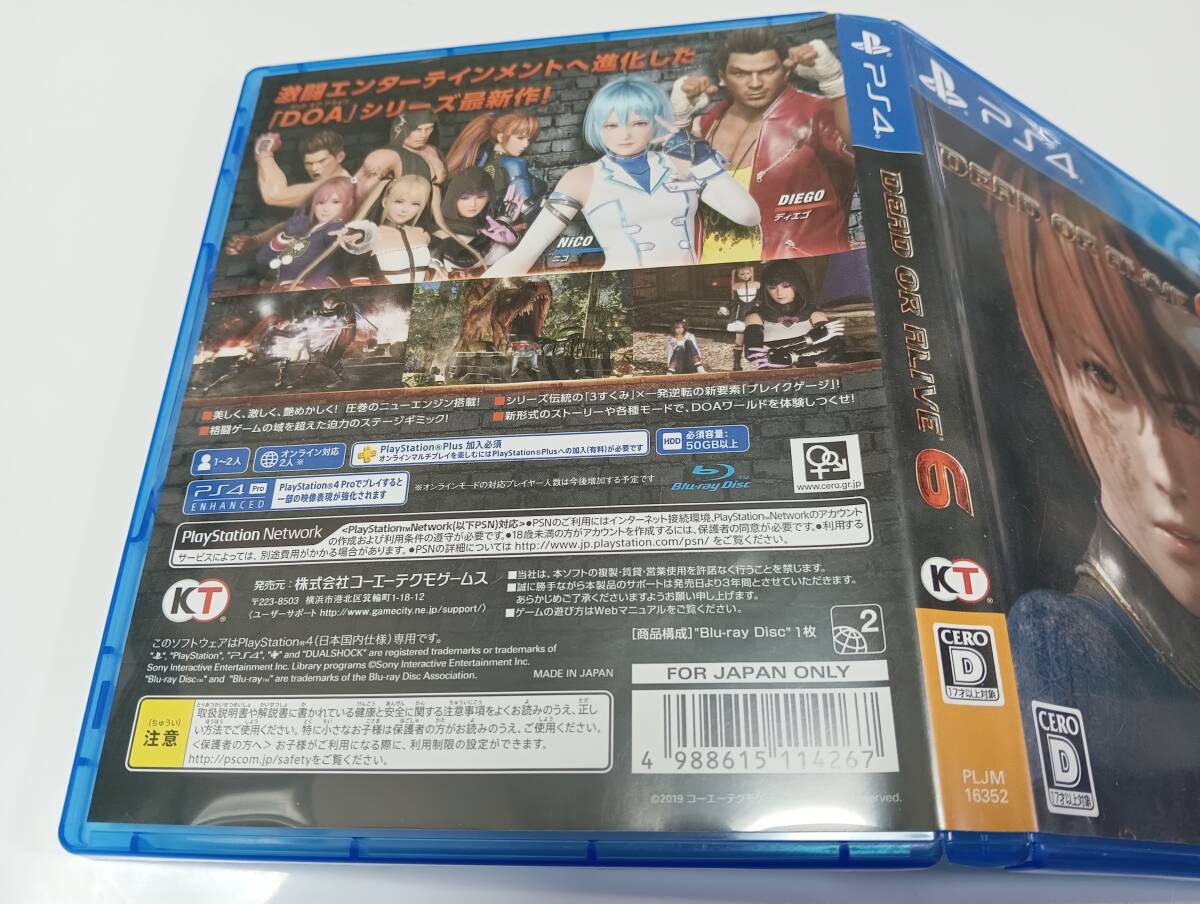 激闘エンターテインメントへ進化した
「DOA」シリーズ最新作!
NiCO
ニコ
DIEGO
ディエゴ
■美しく、激しく、艶めかしく! 圧巻のニューエンジン搭載!
■格闘ゲームの域を超えた迫力のステージギミック!
■シリーズ伝統の「3すくみ」×一発逆転の新要素「ブレイクゲージ」!
■新形式のストーリーや各種モードで、DOAワールドを体験しつくせ!
1~2人
オンライン対応
2人 ※
PlayStation®Plus 加入必須
オンラインマルチプレイを楽しむにはPlayStation®Plusへの加入(有料)が必要です
HDD
必須容量:
50GB以上
PS4 Pro
ENHANCED
PlayStation®4 Proでプレイすると
一部の映像表現が強化されます
※オンラインモードの対応プレイヤー人数は今後増加する予定です
Blu-ray Disc™
www.cero.gr.jp
PlayStation Network
<PlayStation™Network(以下PSN)対応>●PSNのご利用にはインターネット接続環境、PlayStation™Networkのアカウント
の作成および利用条件の遵守が必要です。●18歳未満の方がアカウントを作成するには、保護者の同意が必要です。●利用する
サービスによっては、別途費用がかかる場合があります。●PSNの詳細については http://www.jp.playstation.com/psn/ をご覧ください。
KT
発売元: 株式会社コーエーテクモゲームス
〒223-8503 横浜市港北区箕輪町1-18-12
〈ユーザーサポート http://www.gamecity.ne.jp/support/〉
■当社は、本ソフトの複製・賃貸・営業使用を許諾なく行うことを禁じます。
■誠に勝手ながら本製品のサポートは発売日より3年間とさせていただきます。
あらかじめご了承くださいますようお願い申し上げます。
■ゲームの遊び方はWebマニュアルをご覧ください。
このソフトウェアはPlayStation®4(日本国内仕様)専用です。
"PlayStation", "PS4", and "DUALSHOCK" are registered trademarks or trademarks of
Sony Interactive Entertainment Inc. Library programs ©Sony Interactive Entertainment Inc.
"Blu-ray Disc™" and "Blu-ray™" are trademarks of the Blu-ray Disc Association.
MADE IN JAPAN
[商品構成]"Blu-ray Disc" 1枚
2
FOR JAPAN ONLY
4 988615 114267
(ちゅうい)
注意
取扱説明書や解説書に書かれている健康と安全に関する注意事項をよくお読みのうえ、正し
い方法でご使用ください。特に小さなお子様は保護者の方がお読みのうえ、ご使用ください。
<保護者の方へ> お子様がご利用になる際に、利用制限の設定ができます。
http://pscom.jp/safetyをご覧ください。
©2019 コーエーテクモゲ
PS4
DEAD OR ALIVE 6
KT
CERO
D
17才以上対象
PLJM
16352
PS4
DEAD OR ALIVE
CERO
D
17才以上対象